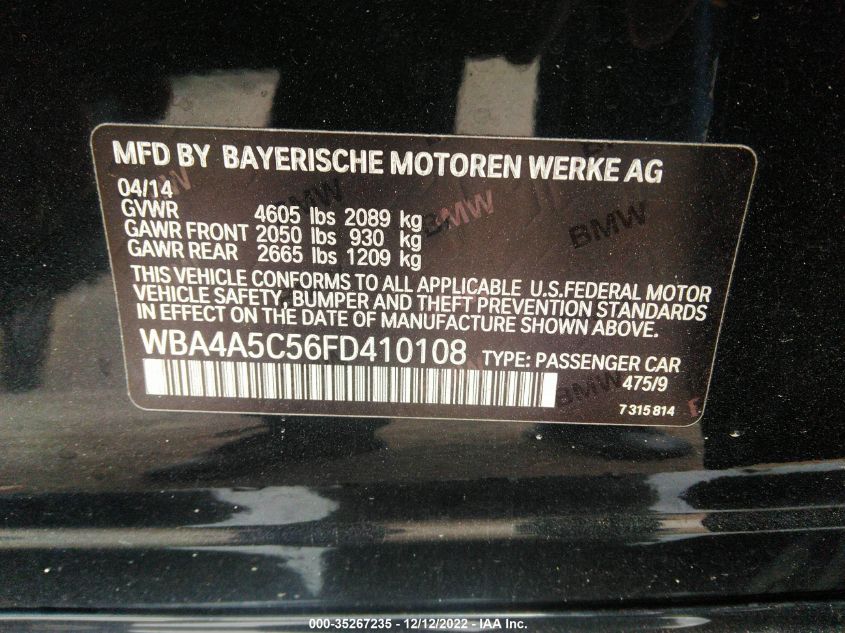 MFD BY BAYERISCHE MOTOREN WERKE AG
04/14
GVWR 4605 lbs 2089 kg
GAWR FRONT 2050 lbs 930 kg
GAWR REAR 2665 lbs 1209 kg
THIS VEHICLE CONFORMS TO ALL APPLICABLE U.S.FEDERAL MOTOR
VEHICLE SAFETY, BUMPER AND THEFT PREVENTION STANDARDS
IN EFFECT ON THE DATE OF MANUFACTURE SHOWN ABOVE.
WBA4A5C56FD410108 TYPE: PASSENGER CAR
475/9
7 315 814
BMW
BMW
BMW
000-35267235 - 12/12/2022 - IAA Inc.